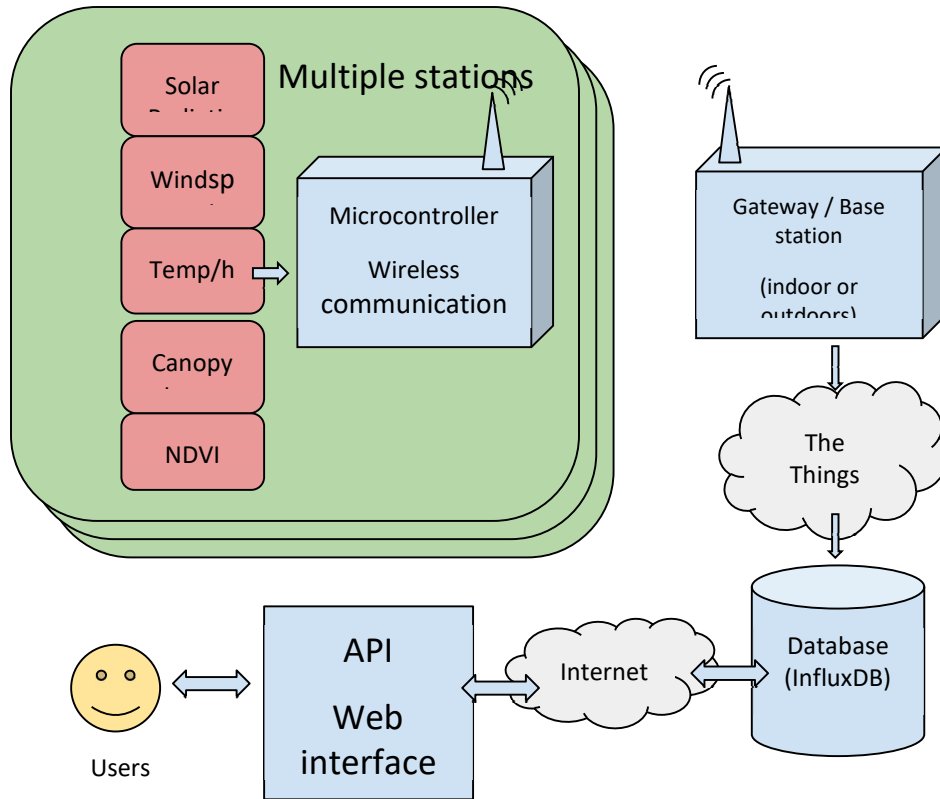 Multiple stations
Solar
Windsp
Temp/h
Canopy
NDVI
Microcontroller
Wireless
communication
Gateway / Base
station
(indoor or
outdoors)
The
Things
Database
(InfluxDB)
Internet
API
Web
interface
Users